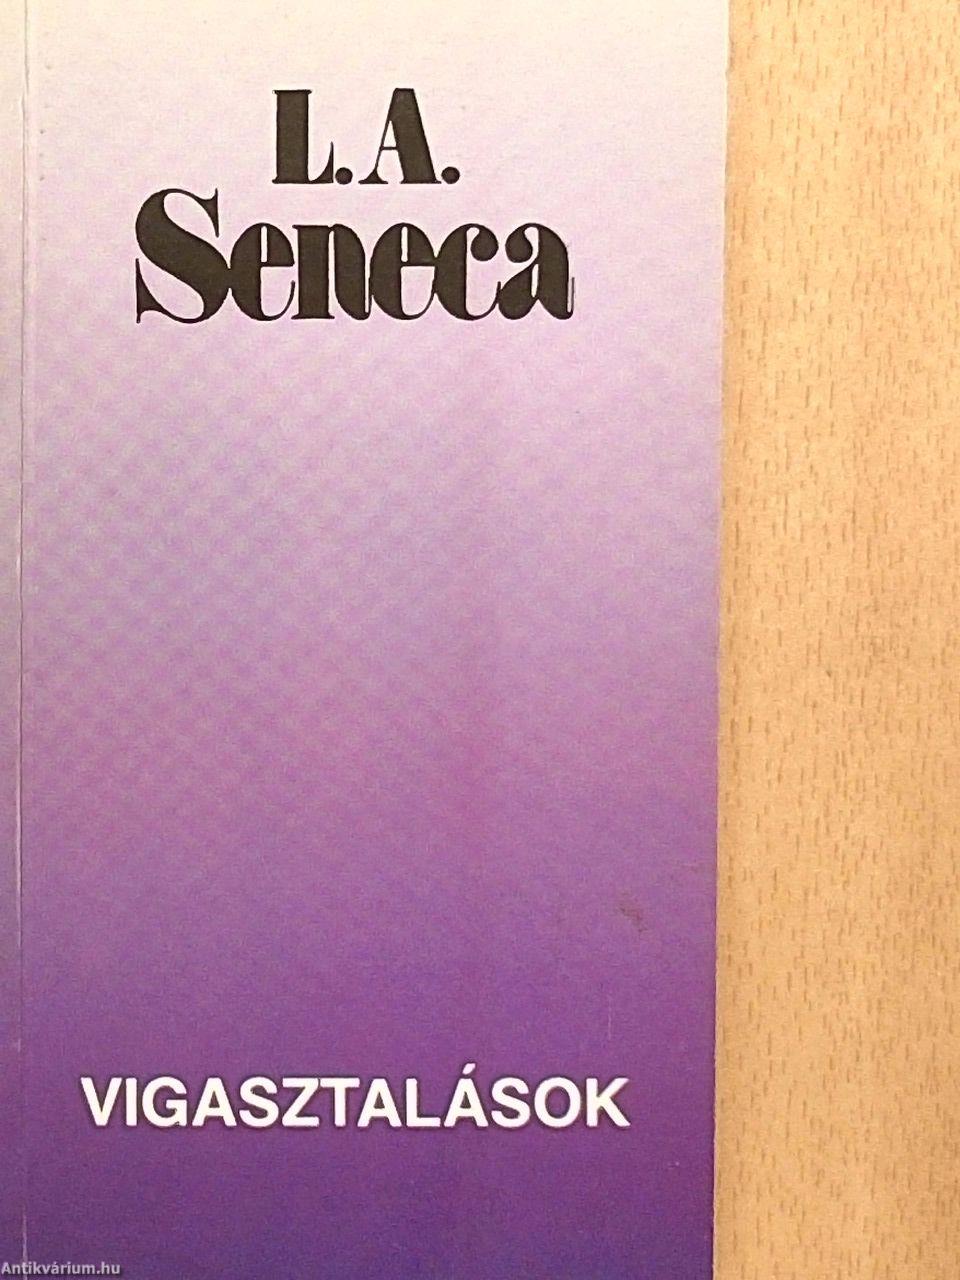 L.A.
Seneca
VIGASZTALÁSOK
Antikvárium.hu